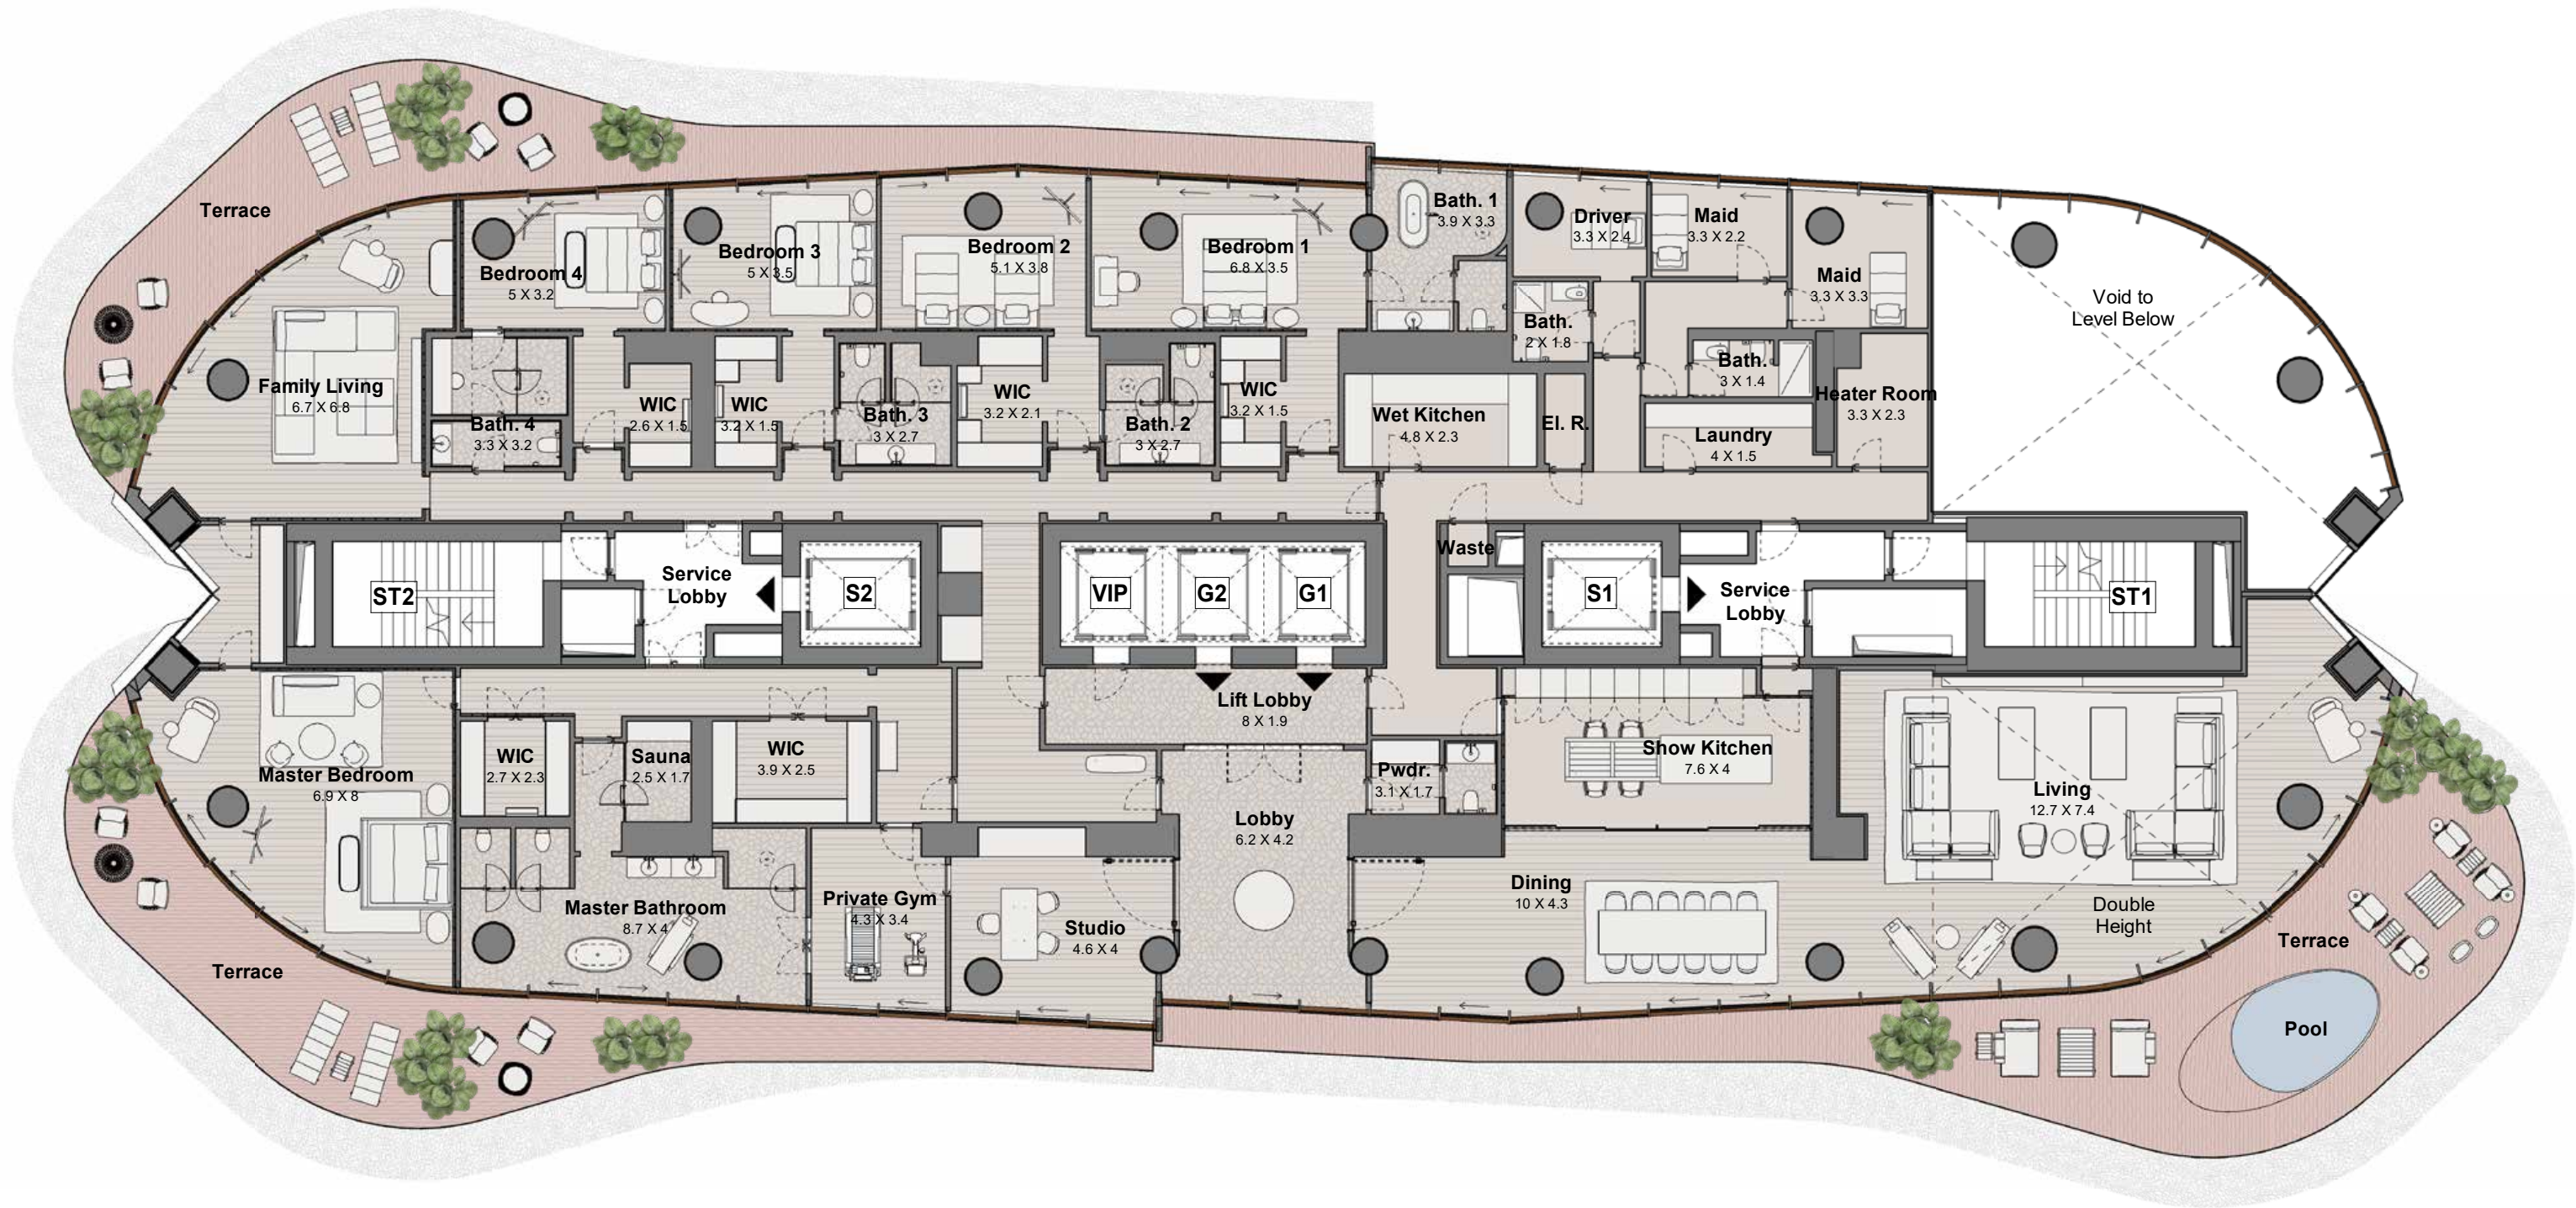 Terrace
Family Living
6.7 X 6.8
Bedroom 4
5 X 3.2
Bedroom 3
5 X 3.5
Bedroom 2
5.1 X 3.8
Bedroom 1
6.8 X 3.5
Bath. 1
3.9 X 3.3
Driver
3.3 X 2.4
Maid
3.3 X 2.2
Maid
3.3 X 3.3
Void to
Level Below
Bath. 4
3.3 X 3.2
WIC
2.6 X 1.5
WIC
3.2 X 1.5
Bath. 3
3 X 2.7
WIC
3.2 X 2.1
Bath. 2
3 X 2.7
WIC
3.2 X 1.5
Wet Kitchen
4.8 X 2.3
El. R.
Bath.
2 X 1.8
Bath.
3 X 1.4
Laundry
4 X 1.5
Heater Room
3.3 X 2.3
ST2
Service
Lobby
S2
VIP
G2
G1
Waste
S1
Service
Lobby
ST1
Lift Lobby
8 X 1.9
Master Bedroom
6.9 X 8
WIC
2.7 X 2.3
Sauna
2.5 X 1.7
WIC
3.9 X 2.5
Lobby
6.2 X 4.2
Pwdr.
3.1 X 1.7
Show Kitchen
7.6 X 4
Living
12.7 X 7.4
Master Bathroom
8.7 X 4
Private Gym
4.3 X 3.4
Studio
4.6 X 4
Dining
10 X 4.3
Double
Height
Terrace
Terrace
Pool